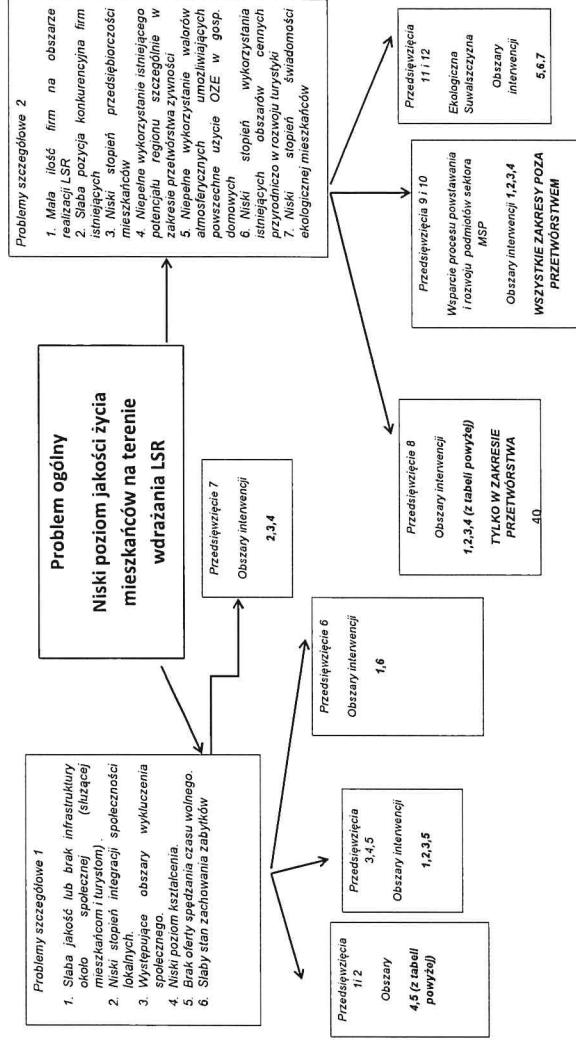 Problem ogólny
Niski poziom jakości życia
mieszkańców na terenie
wdrażania LSR
Problemy szczegółowe 1
1. Słaba jakość lub brak infrastruktury
około społecznej (służącej
mieszkańcom i turystom) .
2. Niski stopień integracji społeczności
lokalnych.
3. Występujące obszary wykluczenia
społecznego.
4. Niski poziom kształcenia.
5. Brak oferty spędzania czasu wolnego.
6. Słaby stan zachowania zabytków
Problemy szczegółowe 2
1. Mała ilość firm na obszarze
realizacji LSR
2. Słaba pozycja konkurencyjna firm
istniejących
3. Niski stopień przedsiębiorczości
mieszkańców
4. Niepełne wykorzystanie istniejącego
potencjału regionu szczególnie w
zakresie przetwórstwa żywności
5. Niepełne wykorzystanie walorów
atmosferycznych umożliwiających
powszechne użycie OZE w gosp.
domowych
6. Niski stopień wykorzystania
istniejących obszarów cennych
przyrodniczo w rozwoju turystyki
7. Niski stopień świadomości
ekologicznej mieszkańców
Przedsięwzięcia
1i 2
Obszary
4,5 (z tabeli
powyżej)
Przedsięwzięcia
3,4,5
Obszary interwencji
1,2,3,5
Przedsięwzięcie 6
Obszary interwencji
1,6
Przedsięwzięcie 7
Obszary interwencji
2,3,4
Przedsięwzięcie 8
Obszary interwencji
1,2,3,4 (z tabeli powyżej)
TYLKO W ZAKRESIE
PRZETWÓRSTWA
Przedsięwzięcia 9 i 10
Wsparcie procesu powstawania
i rozwoju podmiotów sektora
MSP
Obszary interwencji 1,2,3,4
WSZYSTKIE ZAKRESY POZA
PRZETWÓRSTWEM
Przedsięwzięcia
11 i 12
Ekologiczna
Suwalszczyzna
Obszary
interwencji
5,6.7
40